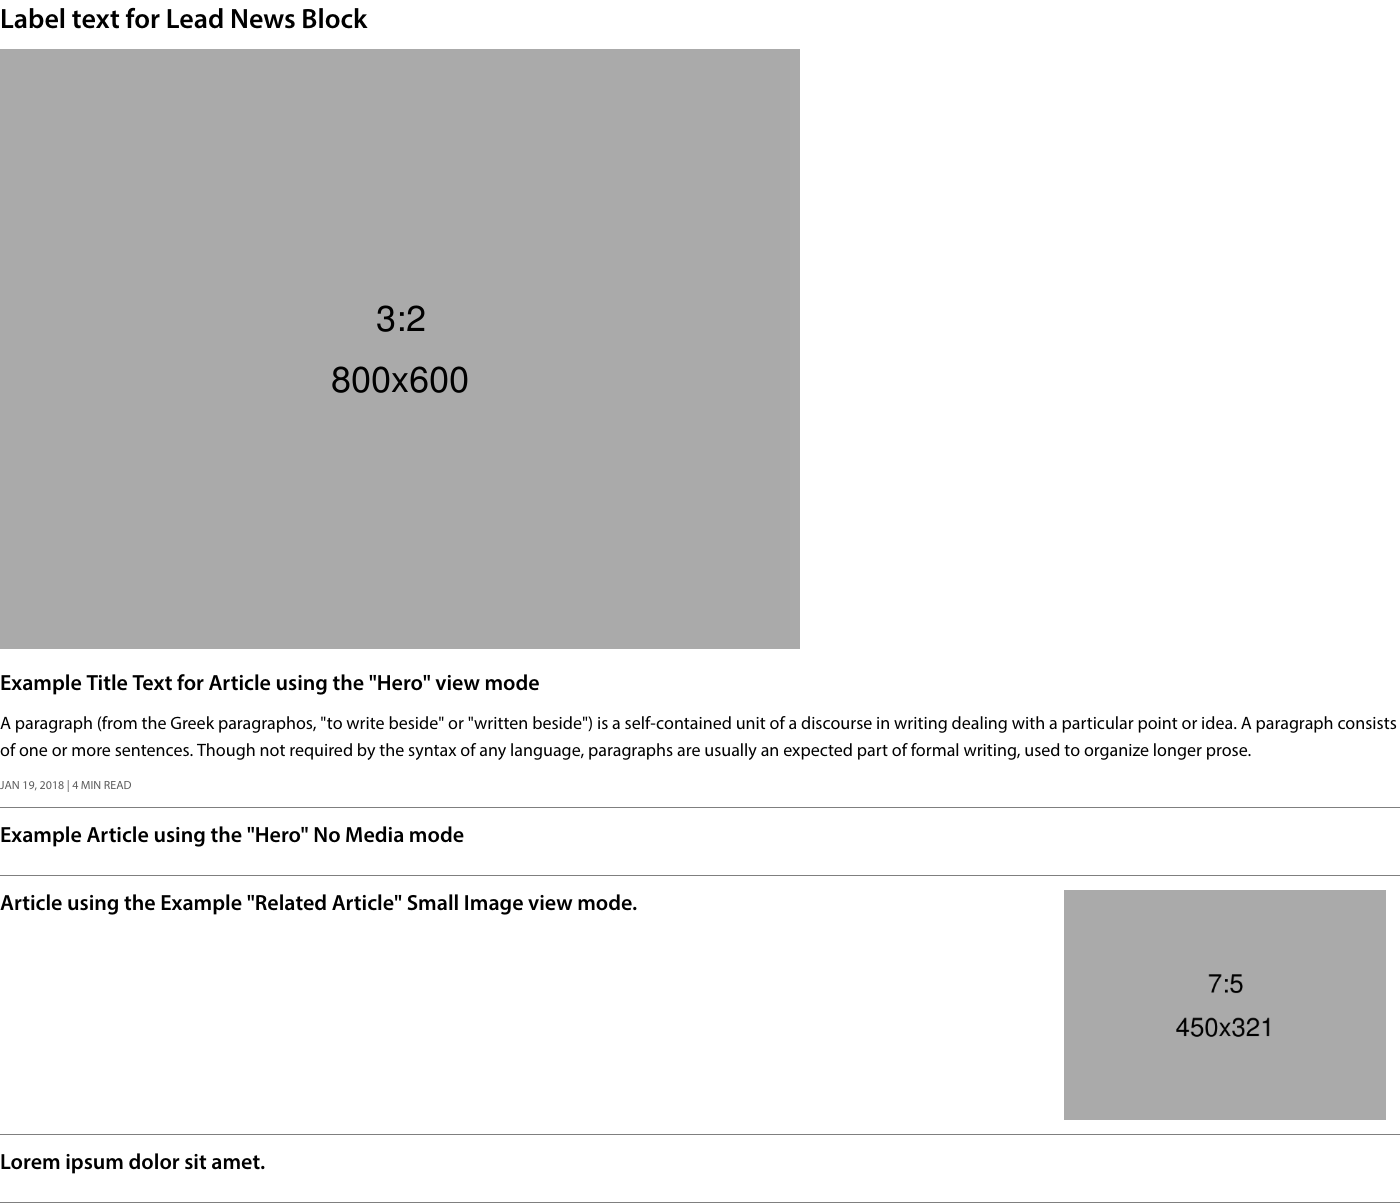 Label text for Lead News Block
3:2
800x600
Example Title Text for Article using the "Hero" view mode
A paragraph (from the Greek paragraphos, "to write beside" or "written beside") is a self-contained unit of a discourse in writing dealing with a particular point or idea. A paragraph consists
of one or more sentences. Though not required by the syntax of any language, paragraphs are usually an expected part of formal writing, used to organize longer prose.
JAN 19, 2018 | 4 MIN READ
Example Article using the "Hero" No Media mode
Article using the Example "Related Article" Small Image view mode.
7:5
450x321
Lorem ipsum dolor sit amet.